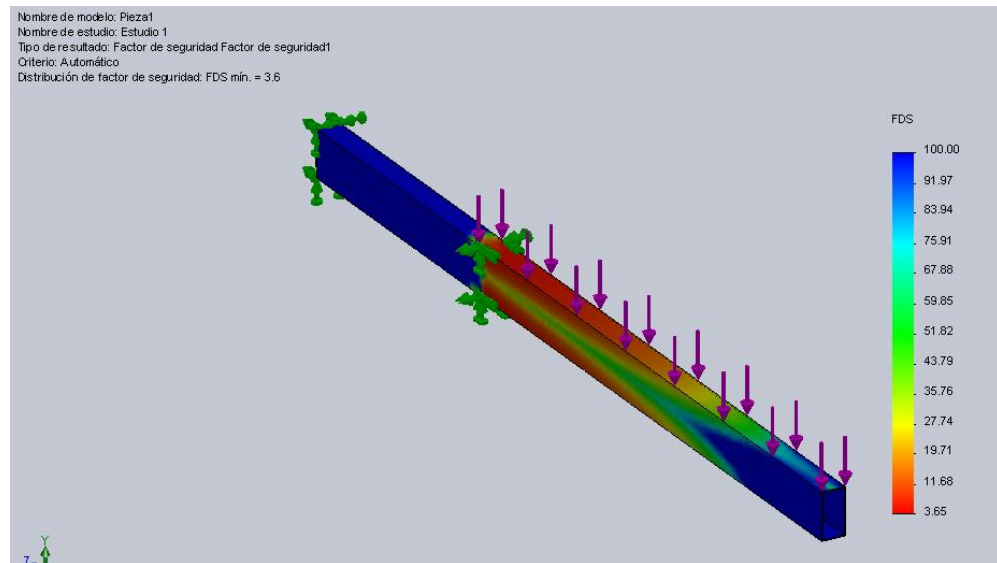 Nombre de modelo: Pieza1
Nombre de estudio: Estudio 1
Tipo de resultado: Factor de seguridad Factor de seguridad1
Criterio: Automático
Distribución de factor de seguridad: FDS mín. = 3.6
FDS
100.00
91.97
83.94
75.91
67.88
59.85
51.82
43.79
35.76
27.74
19.71
11.68
3.65
Y